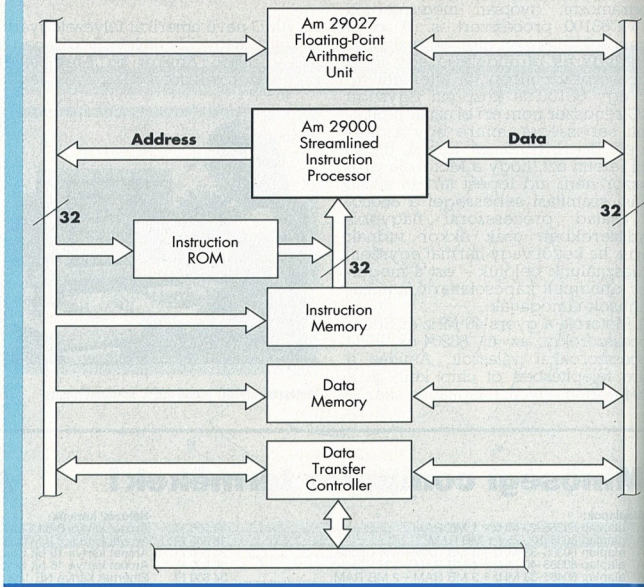 Am 29027
Floating-Point
Arithmetic
Unit
Address
Am 29000
Streamlined
Instruction
Processor
Data
32
32
Instruction
ROM
32
Instruction
Memory
Data
Memory
Data
Transfer
Controller